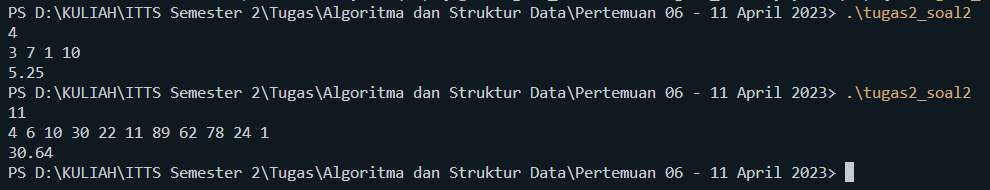 PS D:\KULIAH\ITTS Semester 2\Tugas\Algoritma dan Struktur Data\Pertemuan 06 - 11 April 2023> .\tugas2_soal2
4
3 7 1 10
5.25
PS D:\KULIAH\ITTS Semester 2\Tugas\Algoritma dan Struktur Data\Pertemuan 06 - 11 April 2023> .\tugas2_soal2
11
4 6 10 30 22 11 89 62 78 24 1
30.64
PS D:\KULIAH\ITTS Semester 2\Tugas\Algoritma dan Struktur Data\Pertemuan 06 - 11 April 2023>